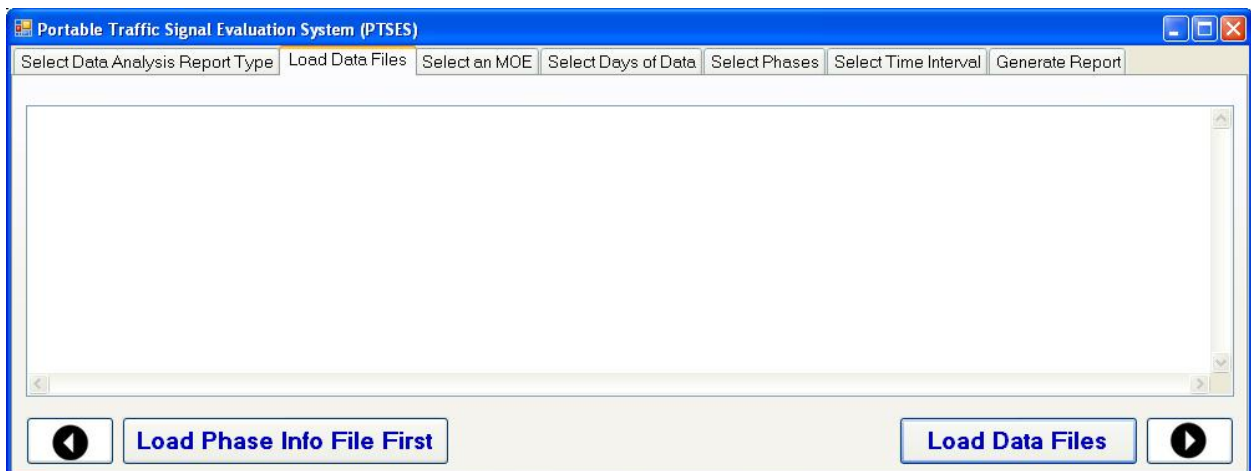 Portable Traffic Signal Evaluation System (PTSES)
Select Data Analysis Report Type Load Data Files Select an MOE Select Days of Data Select Phases Select Time Interval Generate Report
Load Phase Info File First Load Data Files